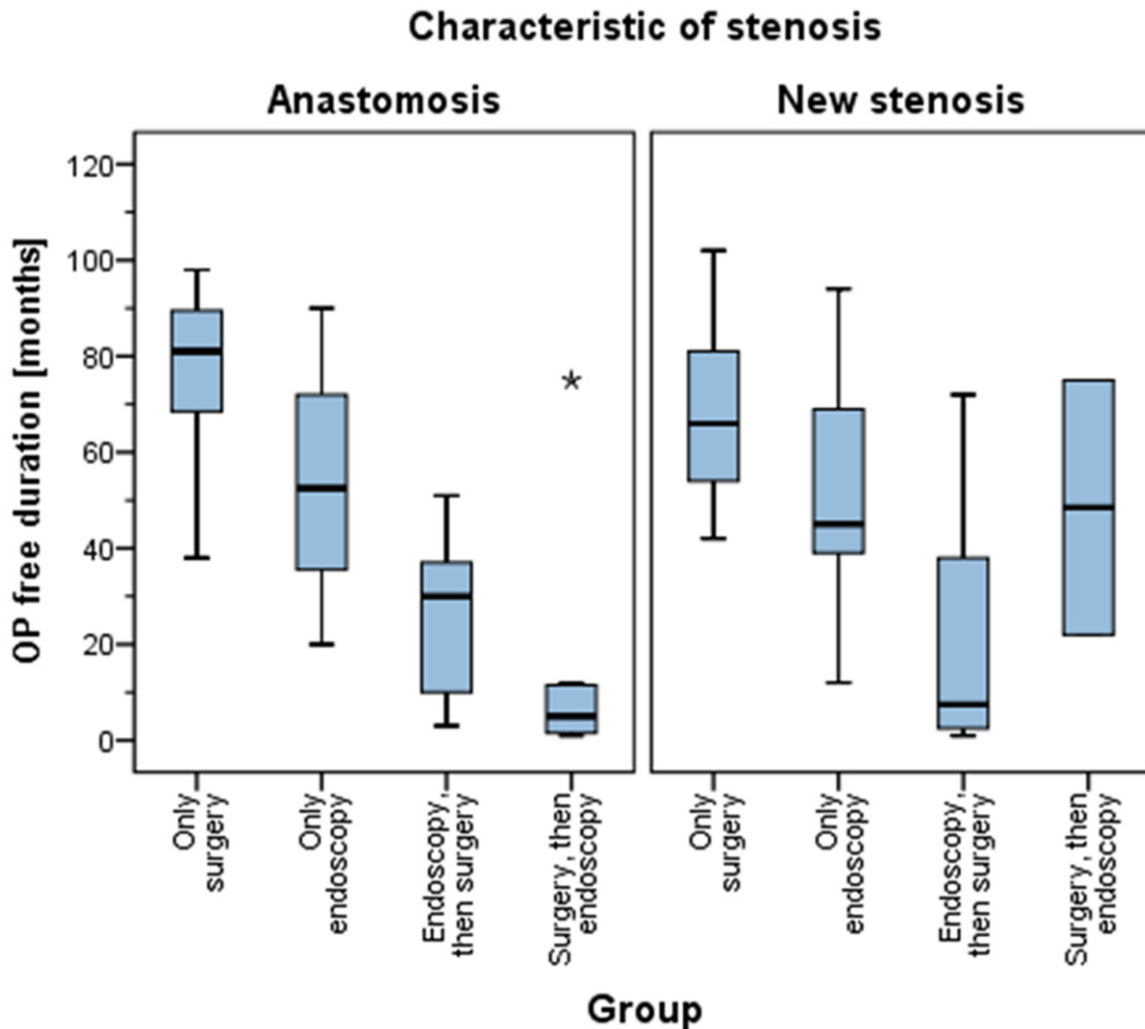 Characteristic of stenosis
Anastomosis
New stenosis
OP free duration [months]
120
100
80
60
40
20
0
*
Only
surgery
Only
endoscopy
Endoscopy,
then surgery
Surgery, then
endoscopy
Only
surgery
Only
endoscopy
Endoscopy,
then surgery
Surgery, then
endoscopy
Group